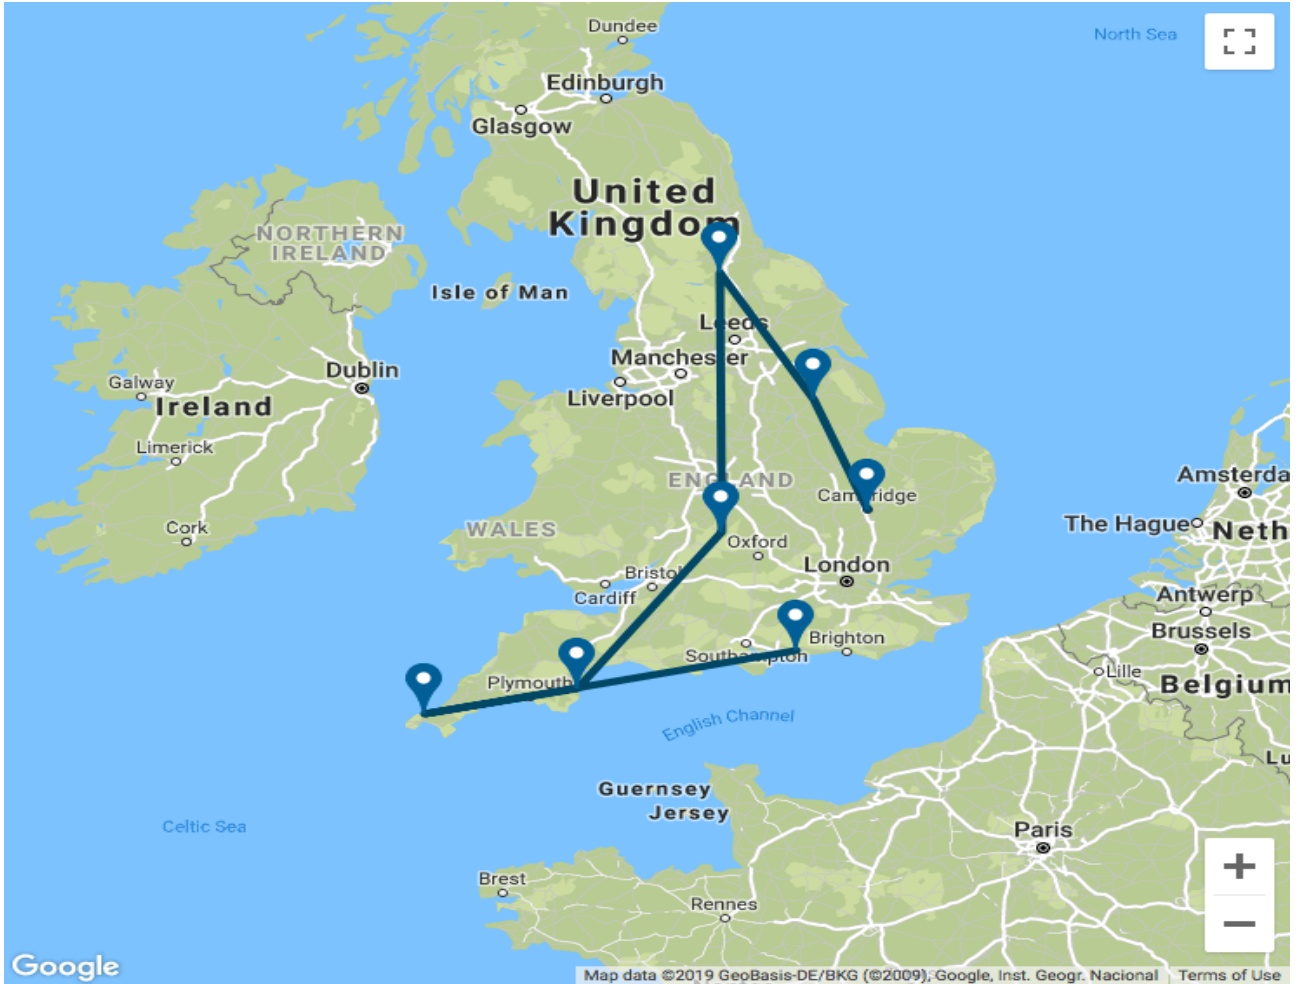 Dundee
North Sea
Edinburgh
Glasgow
United
Kingdom
NORTHERN
IRELAND
Isle of Man
Leeds
Manchester
Dublin
Galway
Liverpool
Ireland
Limerick
ENGLAND
Cambridge
Amsterda
Cork
WALES
The Hague
Neth
Oxford
London
Bristol
Cardiff
Antwerp
Brussels
Brighton
Southampton
Lille
Plymouth
Belgium
English Channel
Lu
Guernsey
Jersey
Celtic Sea
Paris
Brest
Rennes
Google
Map data ©2019 GeoBasis-DE/BKG (©2009), Google, Inst. Geogr. Nacional
Terms of Use